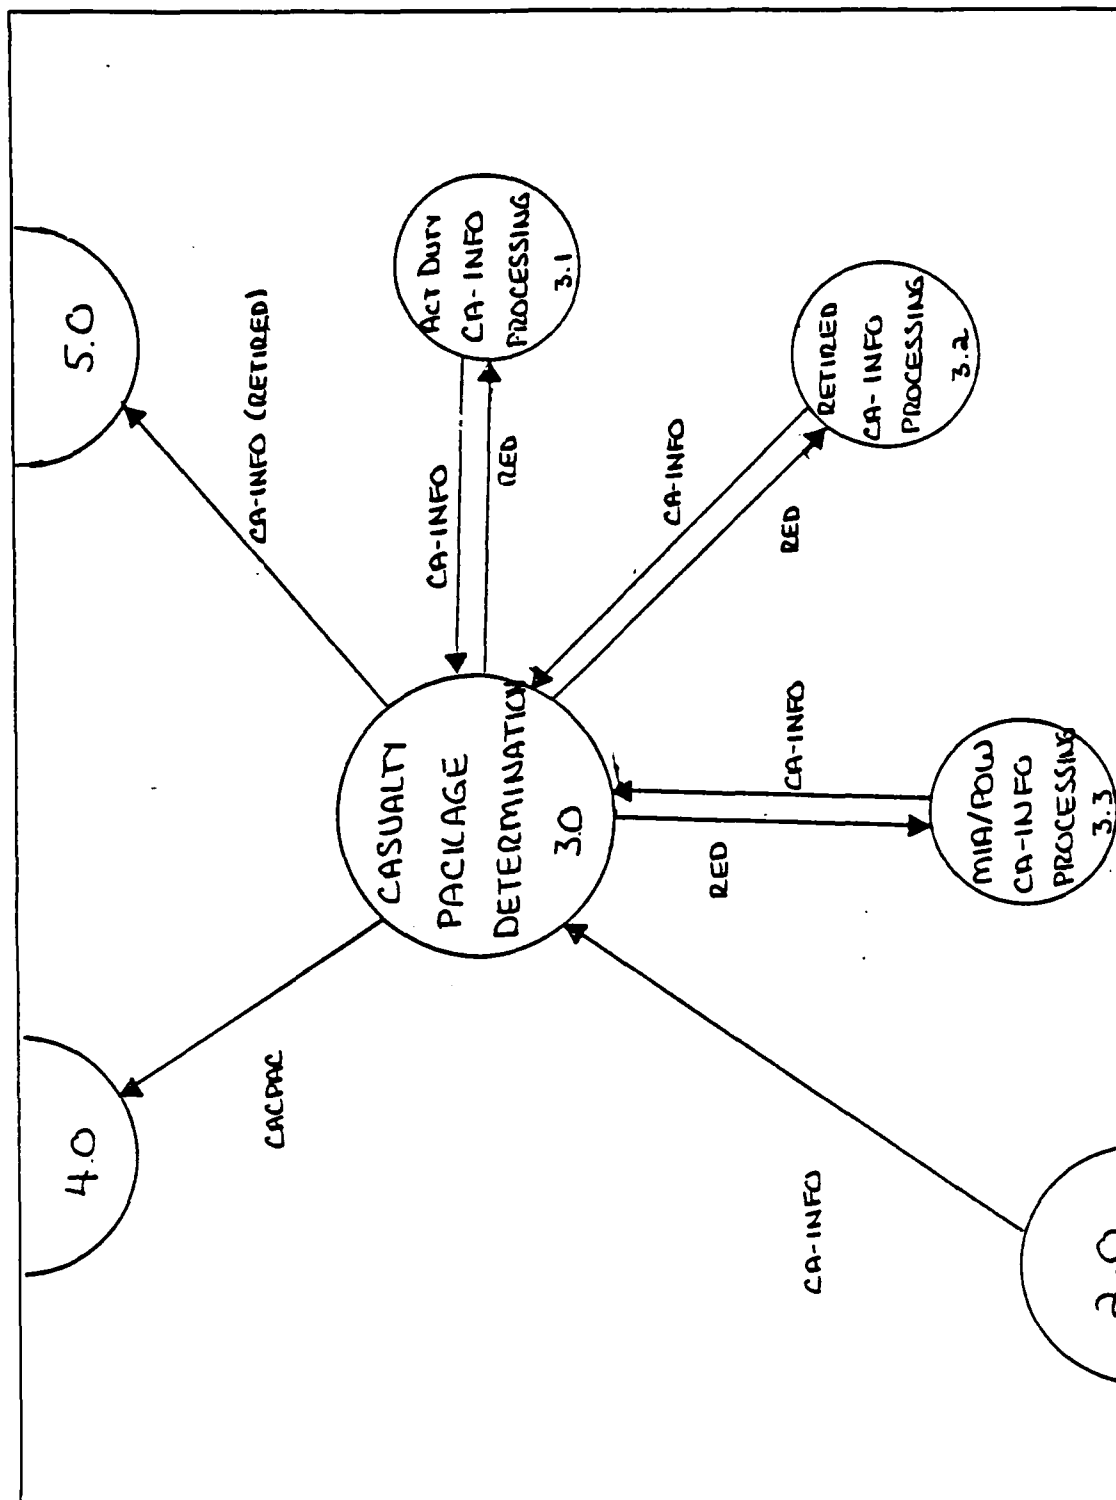 4.0
5.0
CACPAC
CA-INFO (RETIRED)
CASUALTY
PACKAGE
DETERMINATION
3.0
CA-INFO
RED
ACT DUTY
CA-INFO
PROCESSING
3.1
CA-INFO
RED
RETIRED
CA-INFO
PROCESSING
3.2
CA-INFO
RED
MIA/POW
CA-INFO
PROCESSING
3.3
CA-INFO
2.0